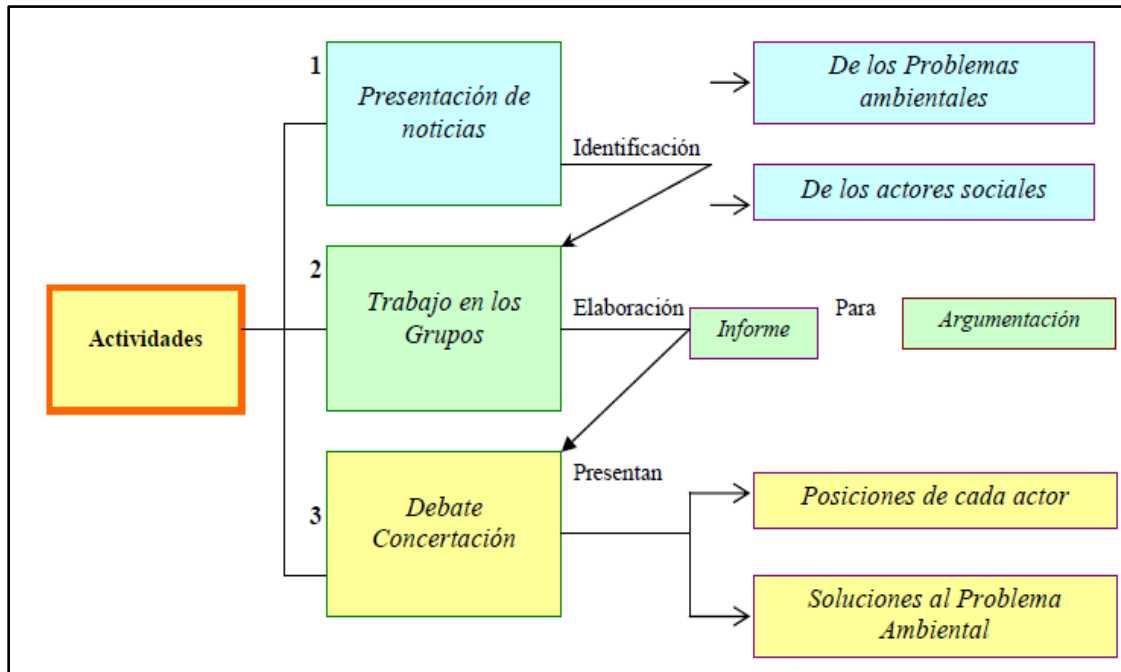 1
Presentación de
noticias
Identificación
De los Problemas
ambientales
De los actores sociales
Actividades
2
Trabajo en los
Grupos
Elaboración
Informe
Para
Argumentación
3
Debate
Concertación
Presentan
Posiciones de cada actor
Soluciones al Problema
Ambiental